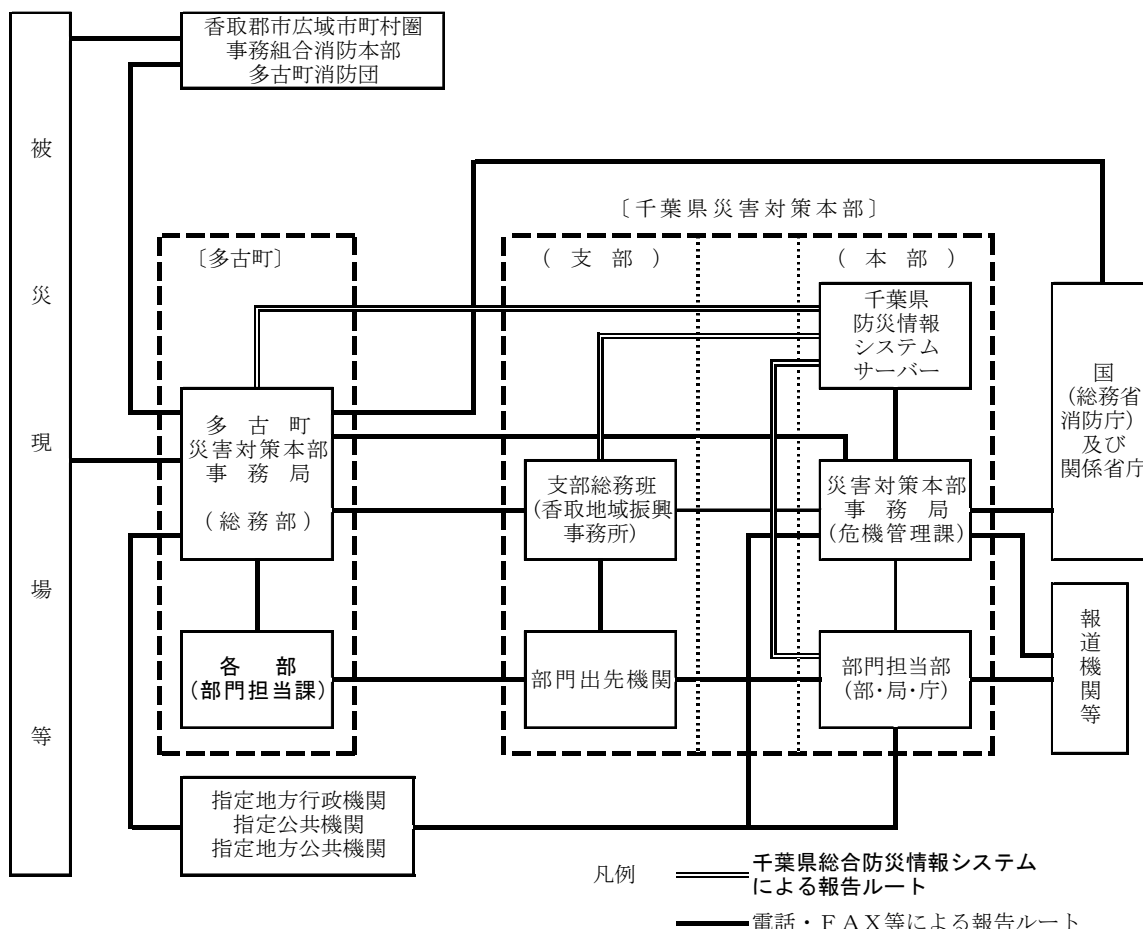 香取郡市広域市町村圏
事務組合消防本部
多古町消防団
被災現場等
〔千葉県災害対策本部〕
〔多古町〕
(支部)
(本部)
千葉県
防災情報
システム
サーバー
国
(総務省
消防庁)
及び
関係省庁
多古町
災害対策本部
事務局
(総務部)
支部総務班
(香取地域振興
事務所)
災害対策本部
事務局
(危機管理課)
各部
(部門担当課)
部門出先機関
部門担当部
(部・局・庁)
報道機関等
指定地方行政機関
指定公共機関
指定地方公共機関
凡例
千葉県総合防災情報システム
による報告ルート
電話・ＦＡＸ等による報告ルート